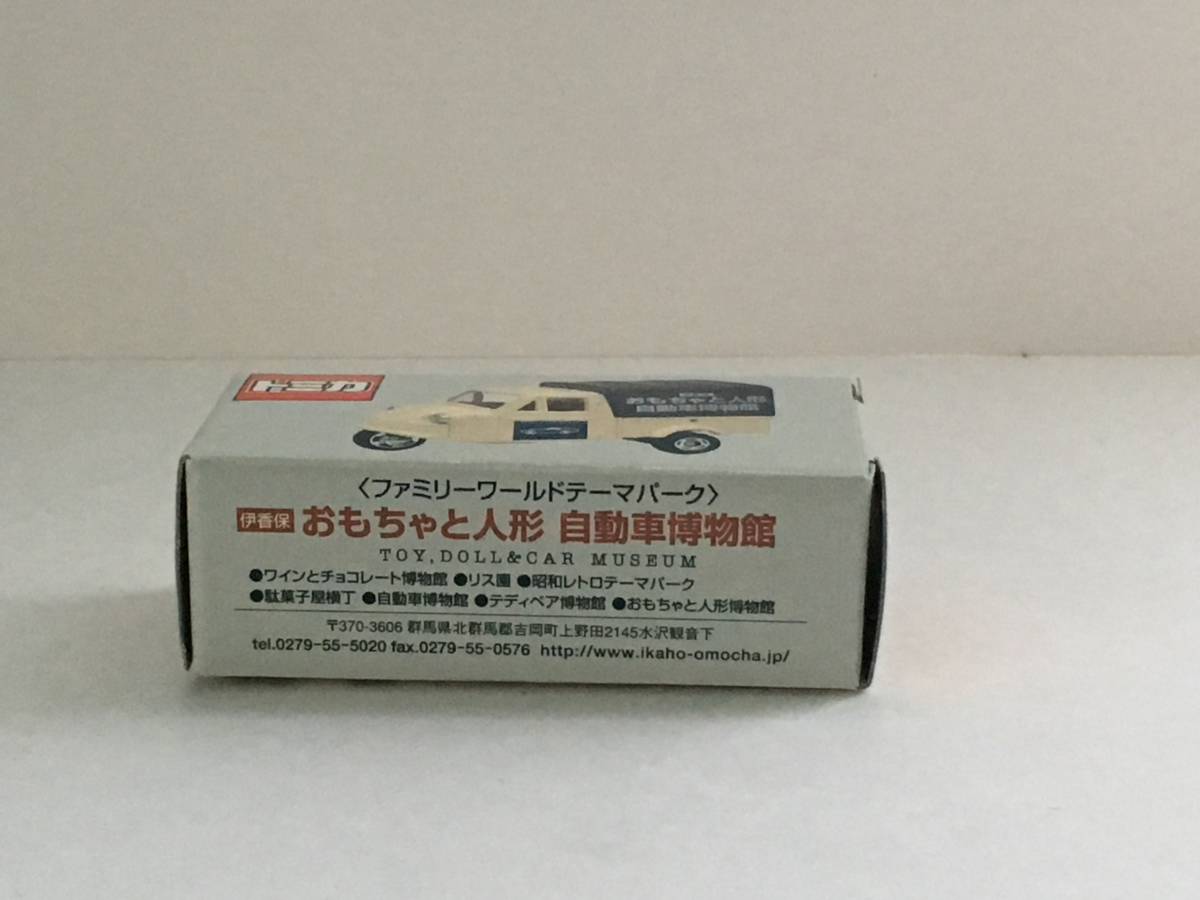 トミカ
おもちゃと人形
自動車博物館
〈ファミリーワールドテーマパーク〉
伊香保 おもちゃと人形 自動車博物館
TOY,DOLL&CAR MUSEUM
●ワインとチョコレート博物館 ●リス園 ●昭和レトロテーマパーク
●駄菓子屋横丁 ●自動車博物館 ●テディベア博物館 ●おもちゃと人形博物館
〒370-3606 群馬県北群馬郡吉岡町上野田2145水沢観音下
tel.0279-55-5020 fax.0279-55-0576 http://www.ikaho-omocha.jp/